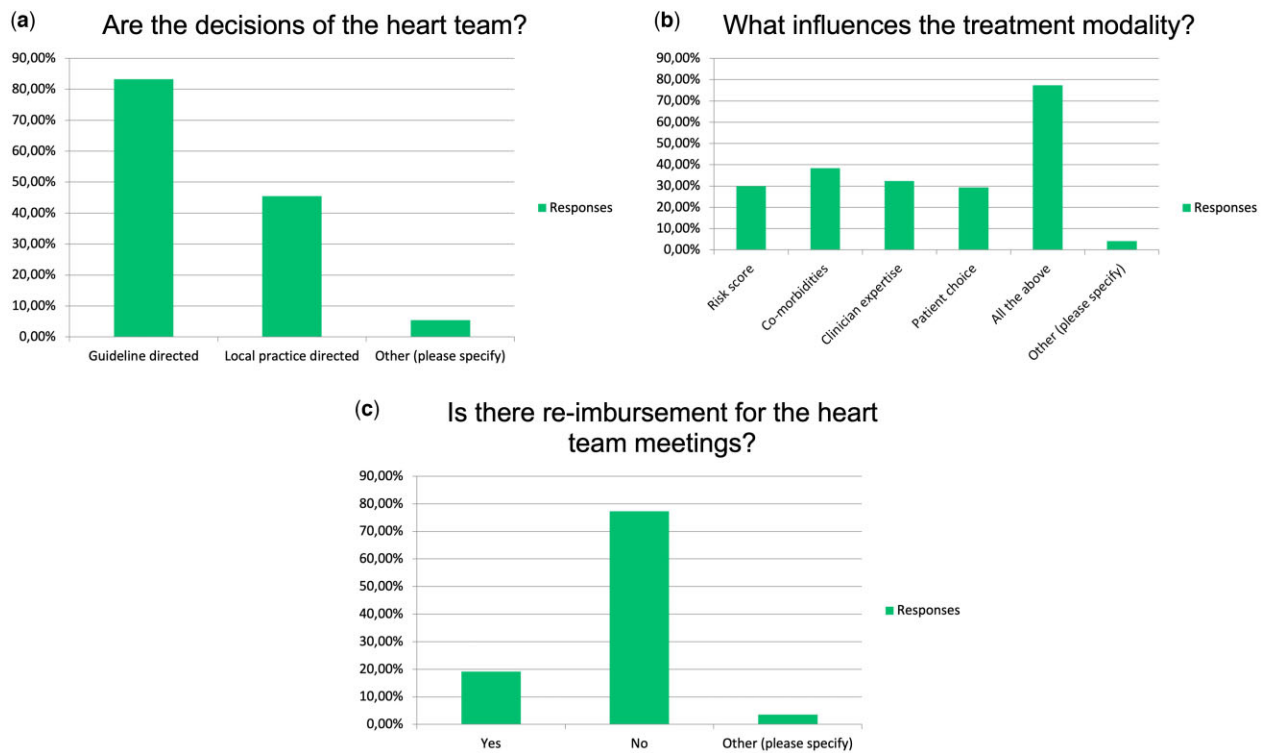 (a) Are the decisions of the heart team?
90,00%
80,00%
70,00%
60,00%
50,00%
40,00%
30,00%
20,00%
10,00%
0,00%
Guideline directed Local practice directed Other (please specify)
Responses
(b) What influences the treatment modality?
90,00%
80,00%
70,00%
60,00%
50,00%
40,00%
30,00%
20,00%
10,00%
0,00%
Risk score
Co-morbidities
Clinician expertise
Patient choice
All the above
Other (please specify)
Responses
(c) Is there re-imbursement for the heart
team meetings?
90,00%
80,00%
70,00%
60,00%
50,00%
40,00%
30,00%
20,00%
10,00%
0,00%
Yes No Other (please specify)
Responses